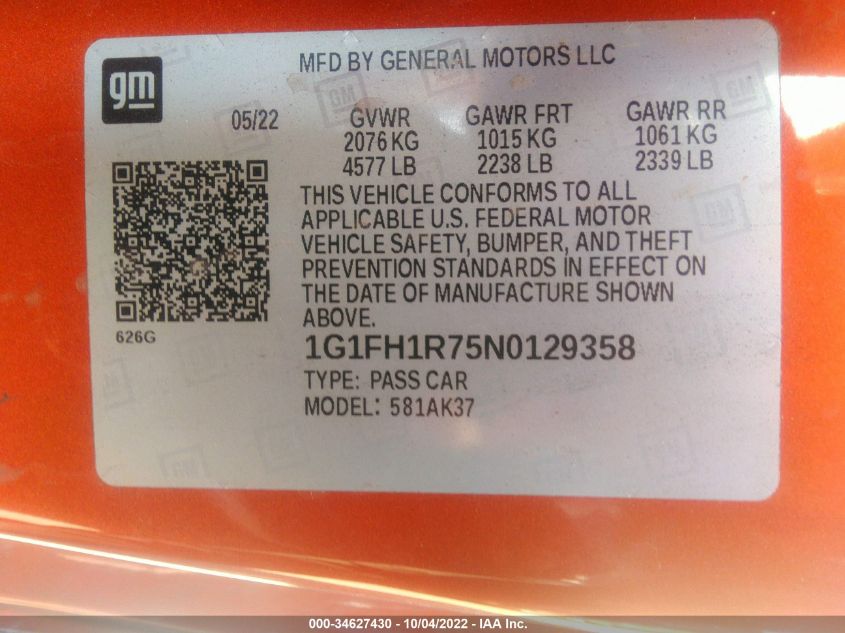 gm
MFD BY GENERAL MOTORS LLC
05/22
GVWR GAWR FRT GAWR RR
2076 KG 1015 KG 1061 KG
4577 LB 2238 LB 2339 LB
THIS VEHICLE CONFORMS TO ALL
APPLICABLE U.S. FEDERAL MOTOR
VEHICLE SAFETY, BUMPER, AND THEFT
PREVENTION STANDARDS IN EFFECT ON
THE DATE OF MANUFACTURE SHOWN
ABOVE.
626G
1G1FH1R75N0129358
TYPE: PASS CAR
MODEL: 581AK37
000-34627430 - 10/04/2022 - IAA Inc.